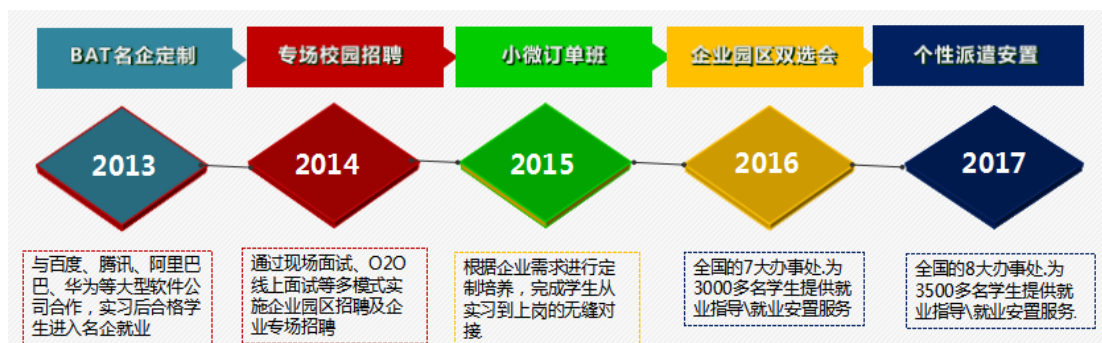 BAT名企定制
专场校园招聘
小微订单班
企业园区双选会
个性派遣安置
2013
2014
2015
2016
2017
与百度、腾讯、阿里巴
巴、华为等大型软件公
司合作，实习后合格学
生进入名企就业
通过现场面试、O2O
线上面试等多模式实
施企业园区招聘及企
业专场招聘
根据企业需求进行定
制培养，完成学生从
实习到上岗的无缝对
接.
全国的7大办事处.为
3000多名学生提供就
业指导\就业安置服务
全国的8大办事处.为
3500多名学生提供就
业指导\就业安置服务.